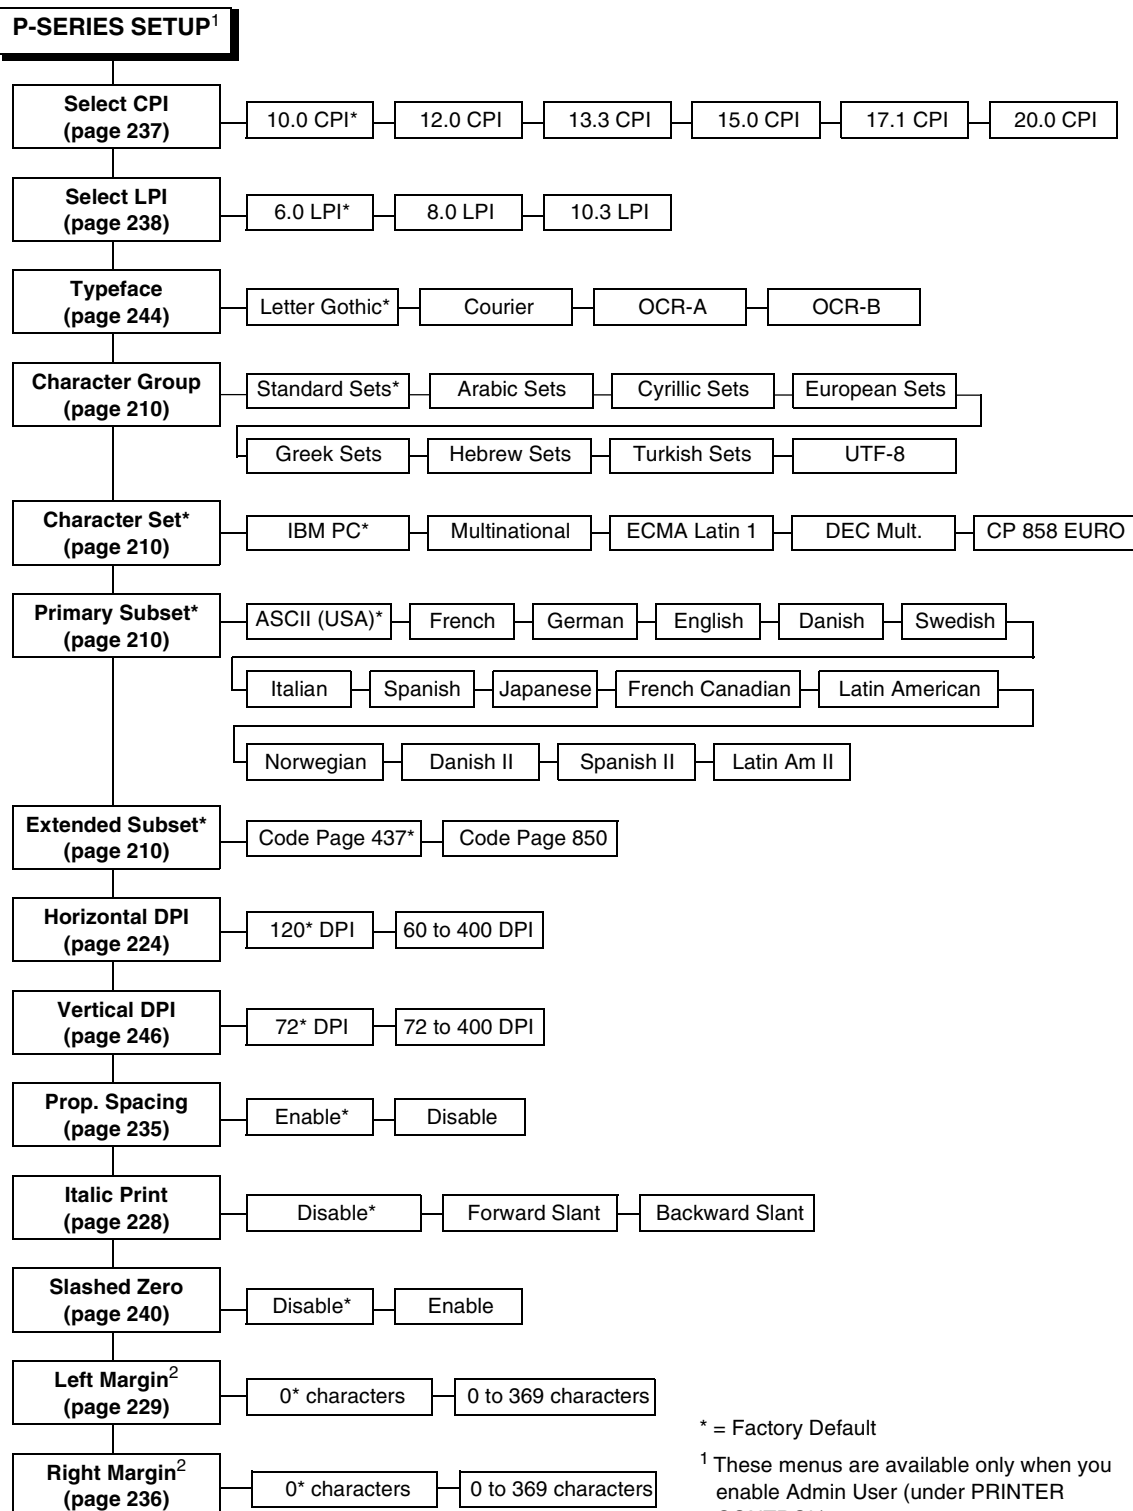 P-SERIES SETUP1
Select CPI
(page 237)
10.0 CPI* 12.0 CPI 13.3 CPI 15.0 CPI 17.1 CPI 20.0 CPI
Select LPI
(page 238)
6.0 LPI* 8.0 LPI 10.3 LPI
Typeface
(page 244)
Letter Gothic* Courier OCR-A OCR-B
Character Group
(page 210)
Standard Sets* Arabic Sets Cyrillic Sets European Sets
Greek Sets Hebrew Sets Turkish Sets UTF-8
Character Set*
(page 210)
IBM PC* Multinational ECMA Latin 1 DEC Mult. CP 858 EURO
Primary Subset*
(page 210)
ASCII (USA)* French German English Danish Swedish
Italian Spanish Japanese French Canadian Latin American
Norwegian Danish II Spanish II Latin Am II
Extended Subset*
(page 210)
Code Page 437* Code Page 850
Horizontal DPI
(page 224)
120* DPI 60 to 400 DPI
Vertical DPI
(page 246)
72* DPI 72 to 400 DPI
Prop. Spacing
(page 235)
Enable* Disable
Italic Print
(page 228)
Disable* Forward Slant Backward Slant
Slashed Zero
(page 240)
Disable* Enable
Left Margin2
(page 229)
0* characters 0 to 369 characters
Right Margin2
(page 236)
0* characters 0 to 369 characters
* = Factory Default
1 These menus are available only when you
enable Admin User (under PRINTER